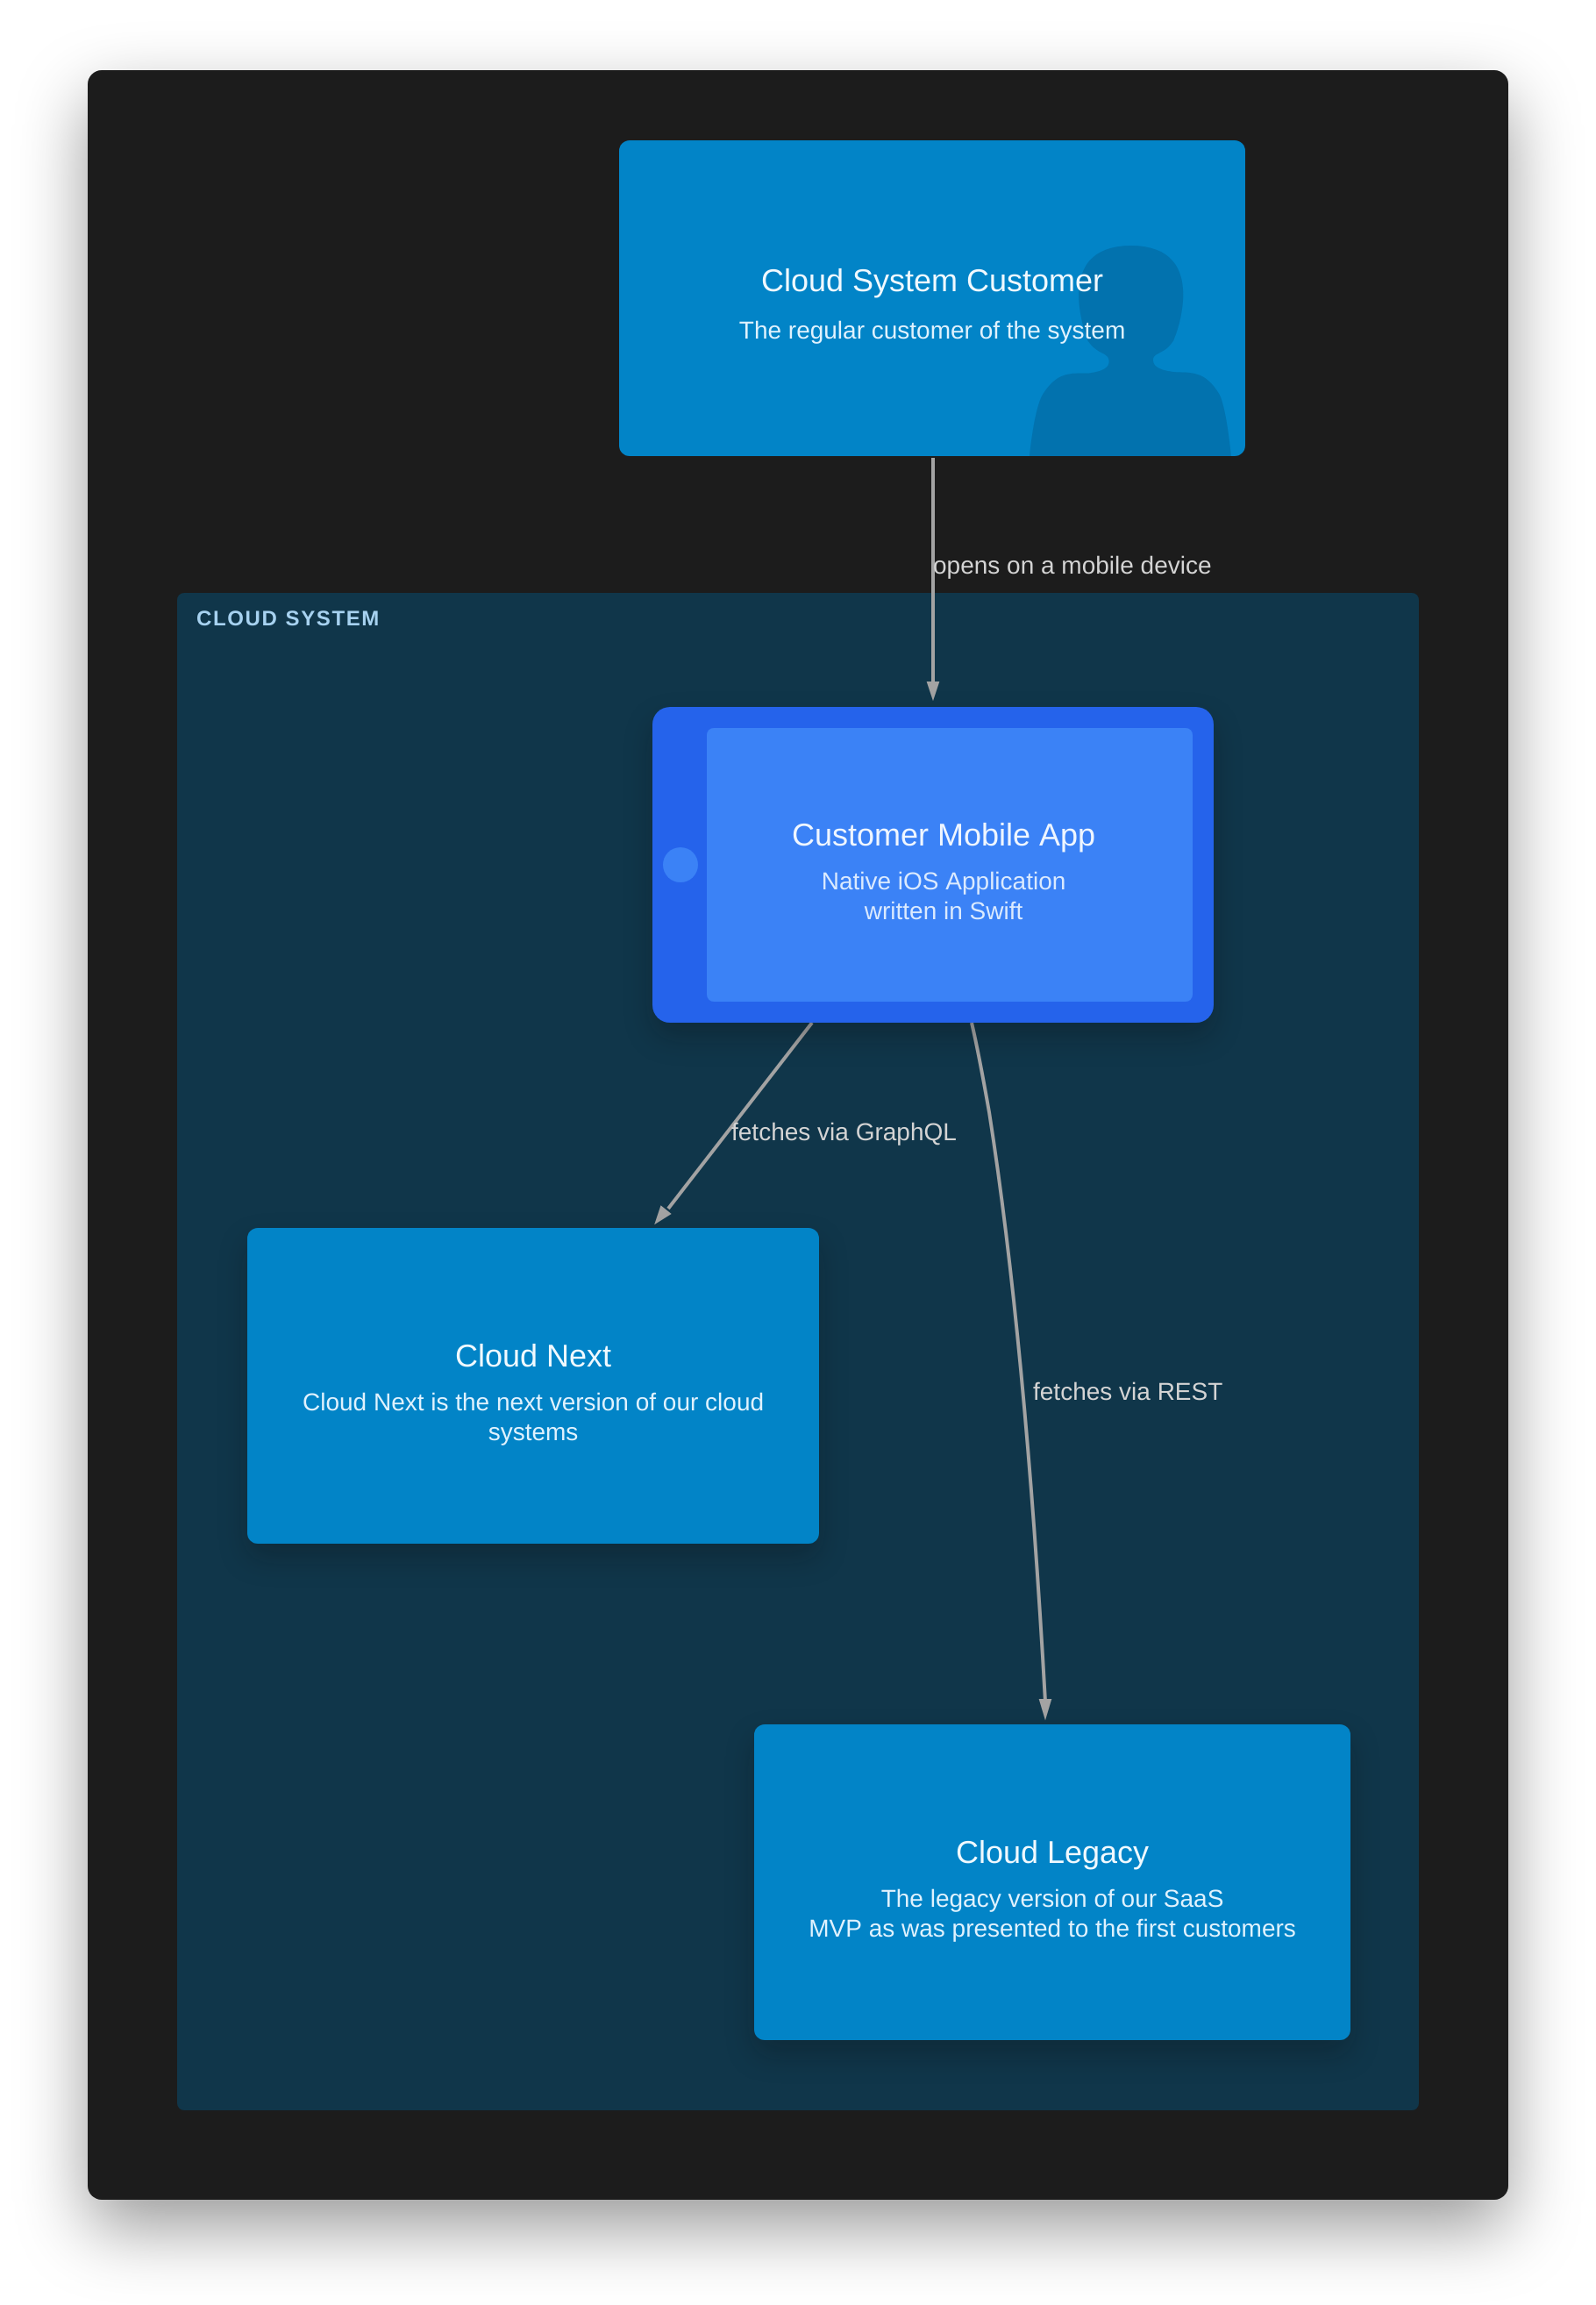 Cloud System Customer
The regular customer of the system
opens on a mobile device
CLOUD SYSTEM
Customer Mobile App
Native iOS Application
written in Swift
fetches via GraphQL
Cloud Next
Cloud Next is the next version of our cloud
systems
fetches via REST
Cloud Legacy
The legacy version of our SaaS
MVP as was presented to the first customers